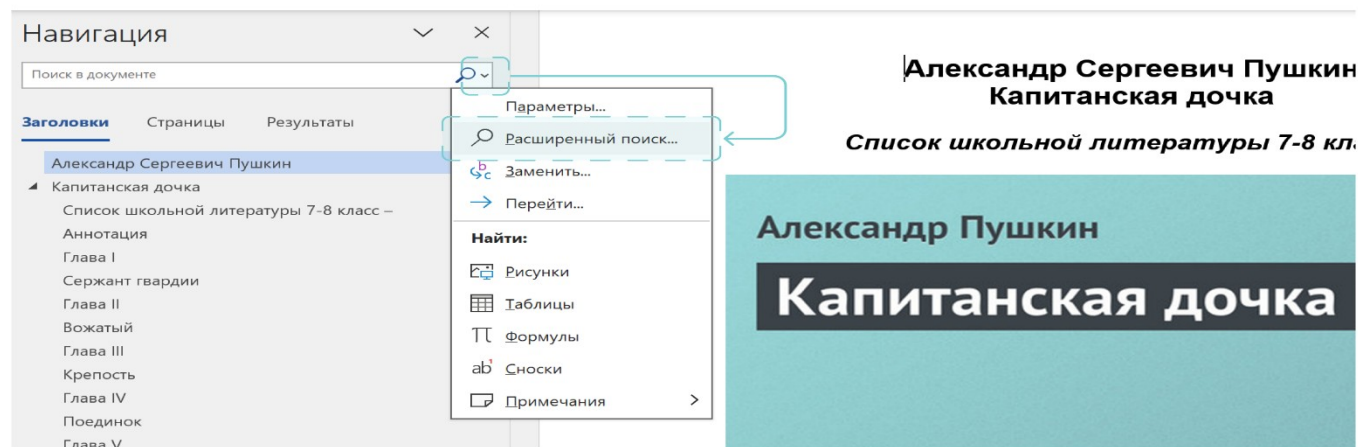 Навигация
Поиск в документе
Заголовки Страницы Результаты
Александр Сергеевич Пушкин
Капитанская дочка
Список школьной литературы 7-8 класс –
Аннотация
Глава I
Сержант гвардии
Глава II
Вожатый
Глава III
Крепость
Глава IV
Поединок
Глава V
Параметры...
Расширенный поиск...
Заменить...
Перейти...
Найти:
Рисунки
Таблицы
Формулы
Сноски
Примечания
Александр Сергеевич Пушкин
Капитанская дочка
Список школьной литературы 7-8 кл
Александр Пушкин
Капитанская дочка